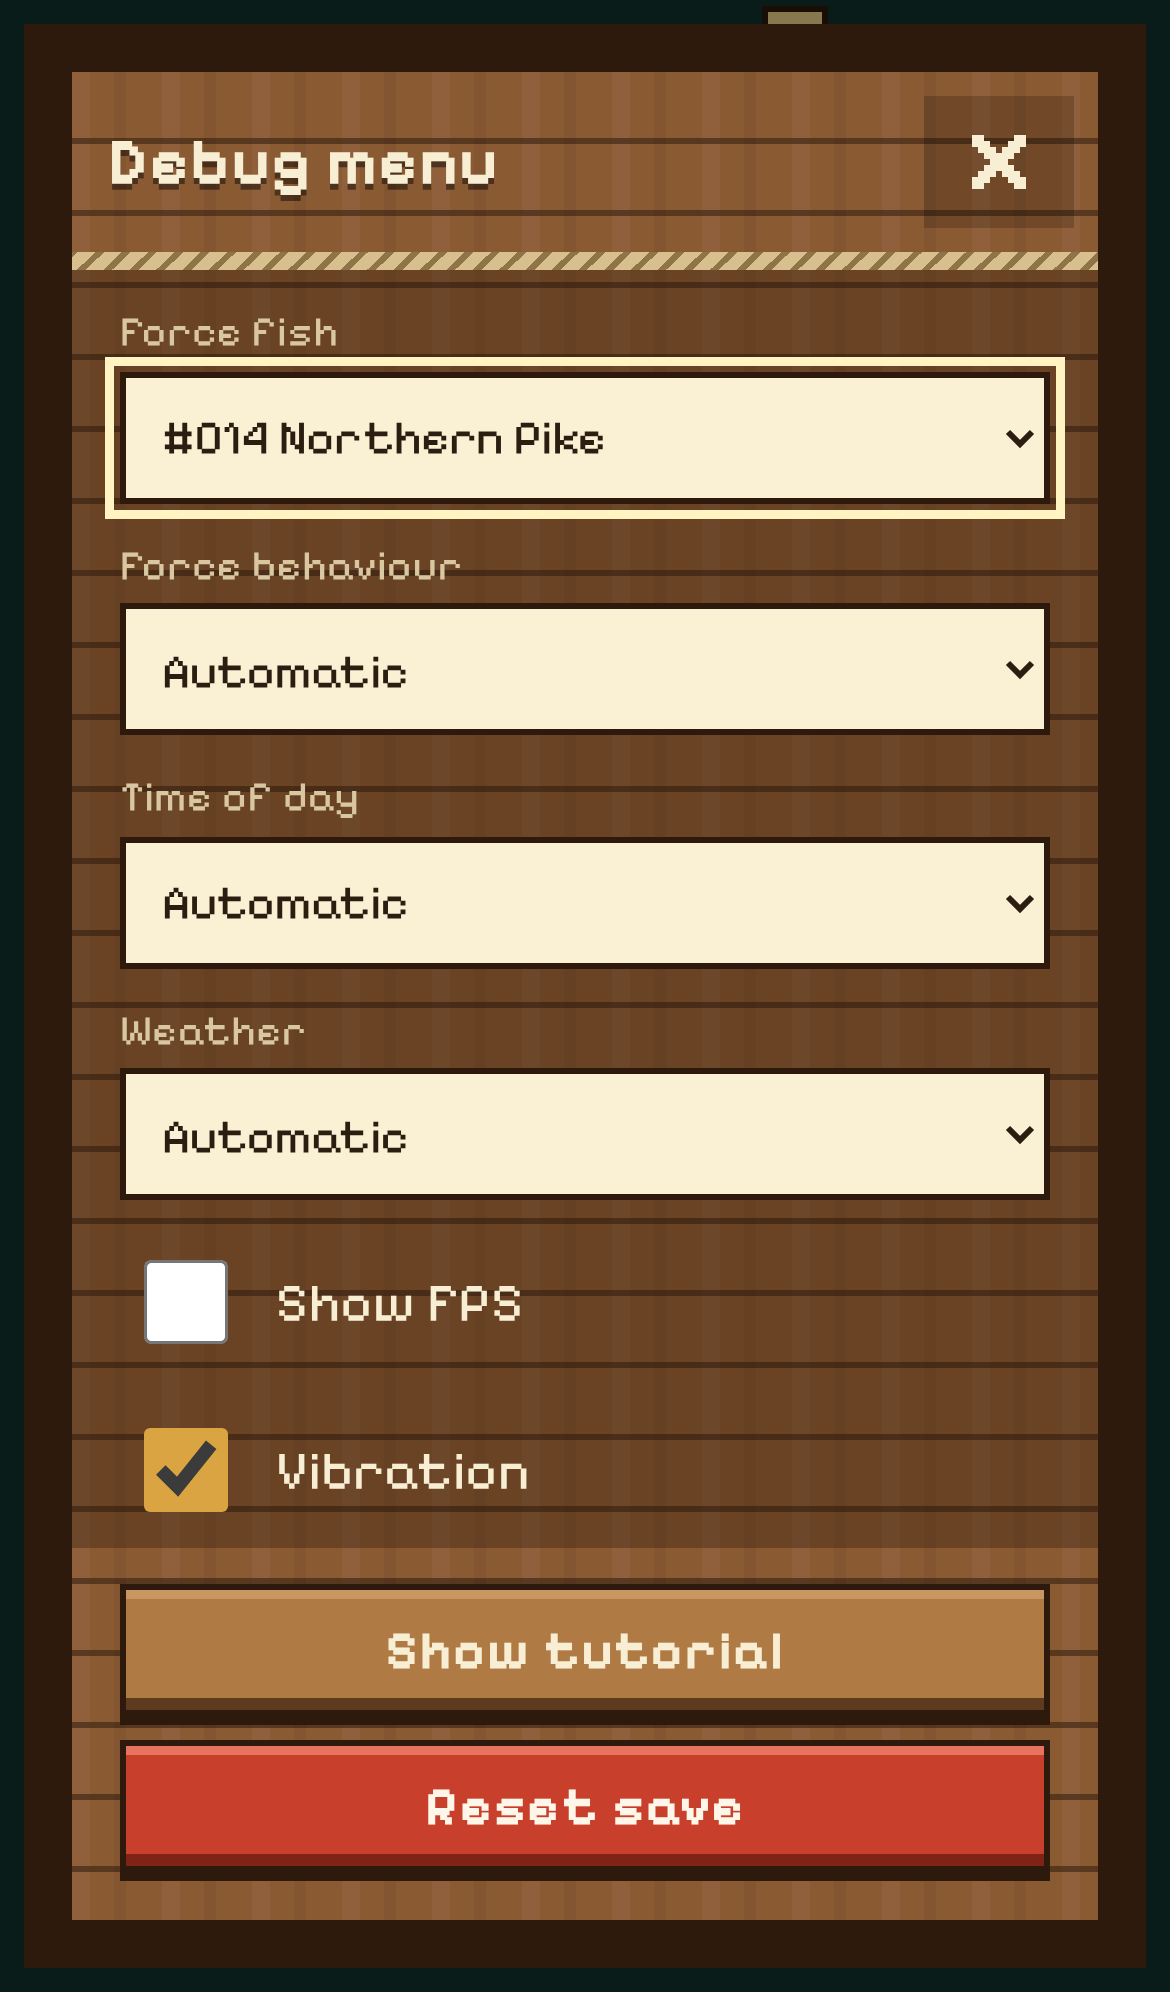 Debug menu
Force fish
#014 Northern Pike
Force behaviour
Automatic
Time of day
Automatic
Weather
Automatic
Show FPS
Vibration
Show tutorial
Reset save